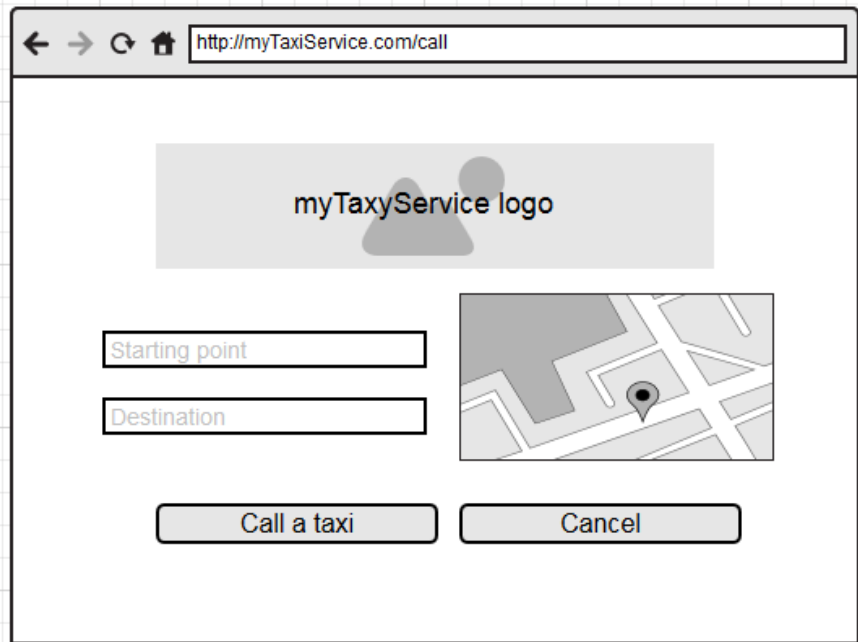 http://myTaxiService.com/call
myTaxyService logo
Starting point
Destination
Call a taxi
Cancel